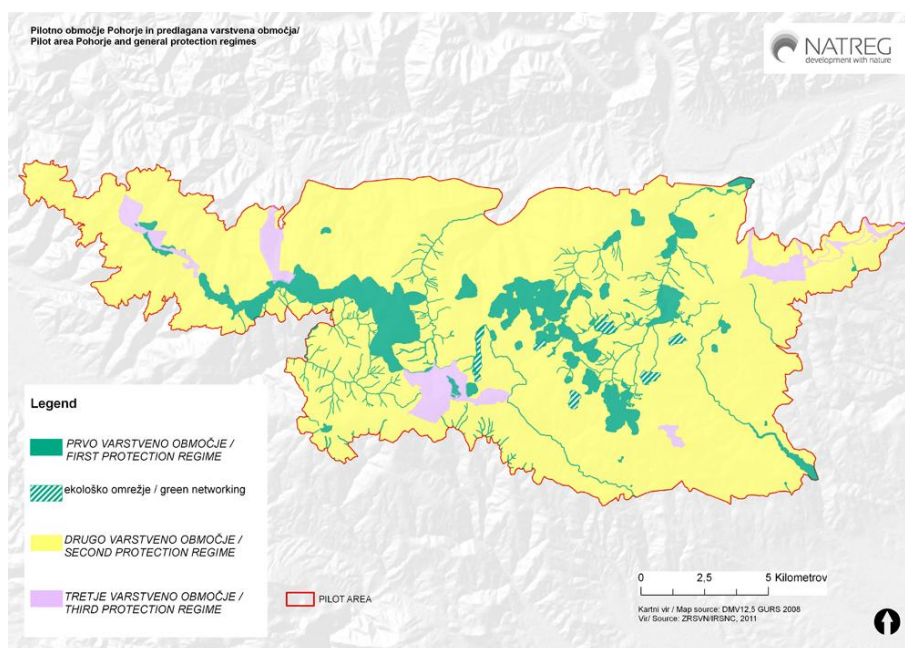 Pilotno območje Pohorje in predlagana varstvena območja/
Pilot area Pohorje and general protection regimes
NATREG
development with nature
Legend
PRVO VARSTVENO OBMOČJE /
FIRST PROTECTION REGIME
ekološko omrežje / green networking
DRUGO VARSTVENO OBMOČJE /
SECOND PROTECTION REGIME
TRETJE VARSTVENO OBMOČJE /
THIRD PROTECTION REGIME
PILOT AREA
0 2,5 5 Kilometrov
Kartni vir / Map source: DMV12,5 GURS 2008
Vir/ Source: ZRSVN/IRSNC, 2011